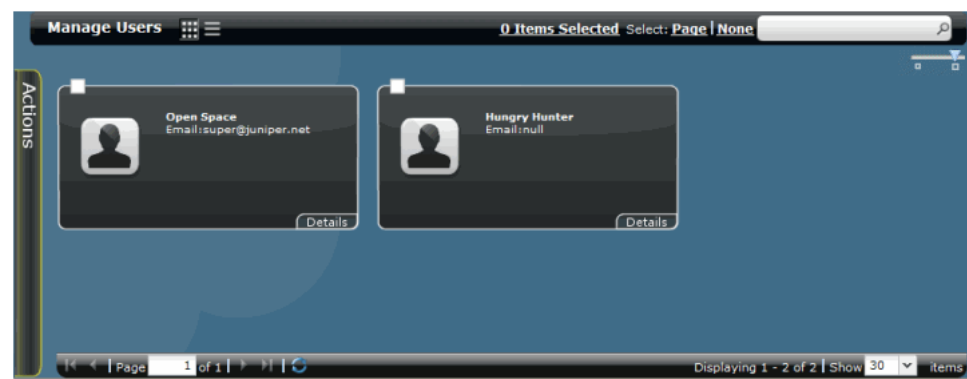 Manage Users
0 Items Selected Select: Page | None
Actions
Open Space
Email:super@juniper.net
Details
Hungry Hunter
Email:null
Details
Page 1 of 1
Displaying 1 - 2 of 2 | Show 30 items